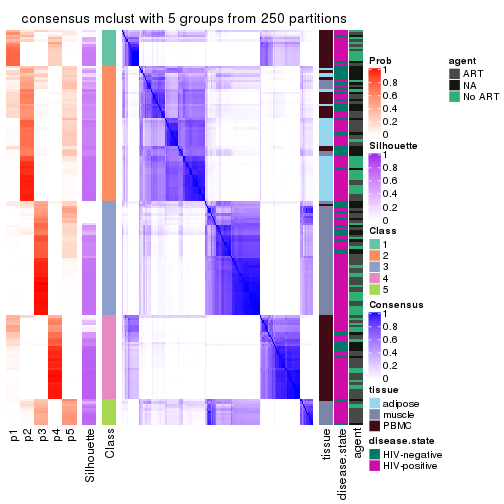 consensus mclust with 5 groups from 250 partitions
p1
p2
p3
p4
p5
Silhouette
Class
tissue
disease.state
agent
Prob
1
0.8
0.6
0.4
0.2
0
Silhouette
1
0.8
0.6
0.4
0.2
0
Class
1
2
3
4
5
Consensus
1
0.8
0.6
0.4
0.2
0
tissue
adipose
muscle
PBMC
disease.state
HIV-negative
HIV-positive
agent
ART
NA
No ART